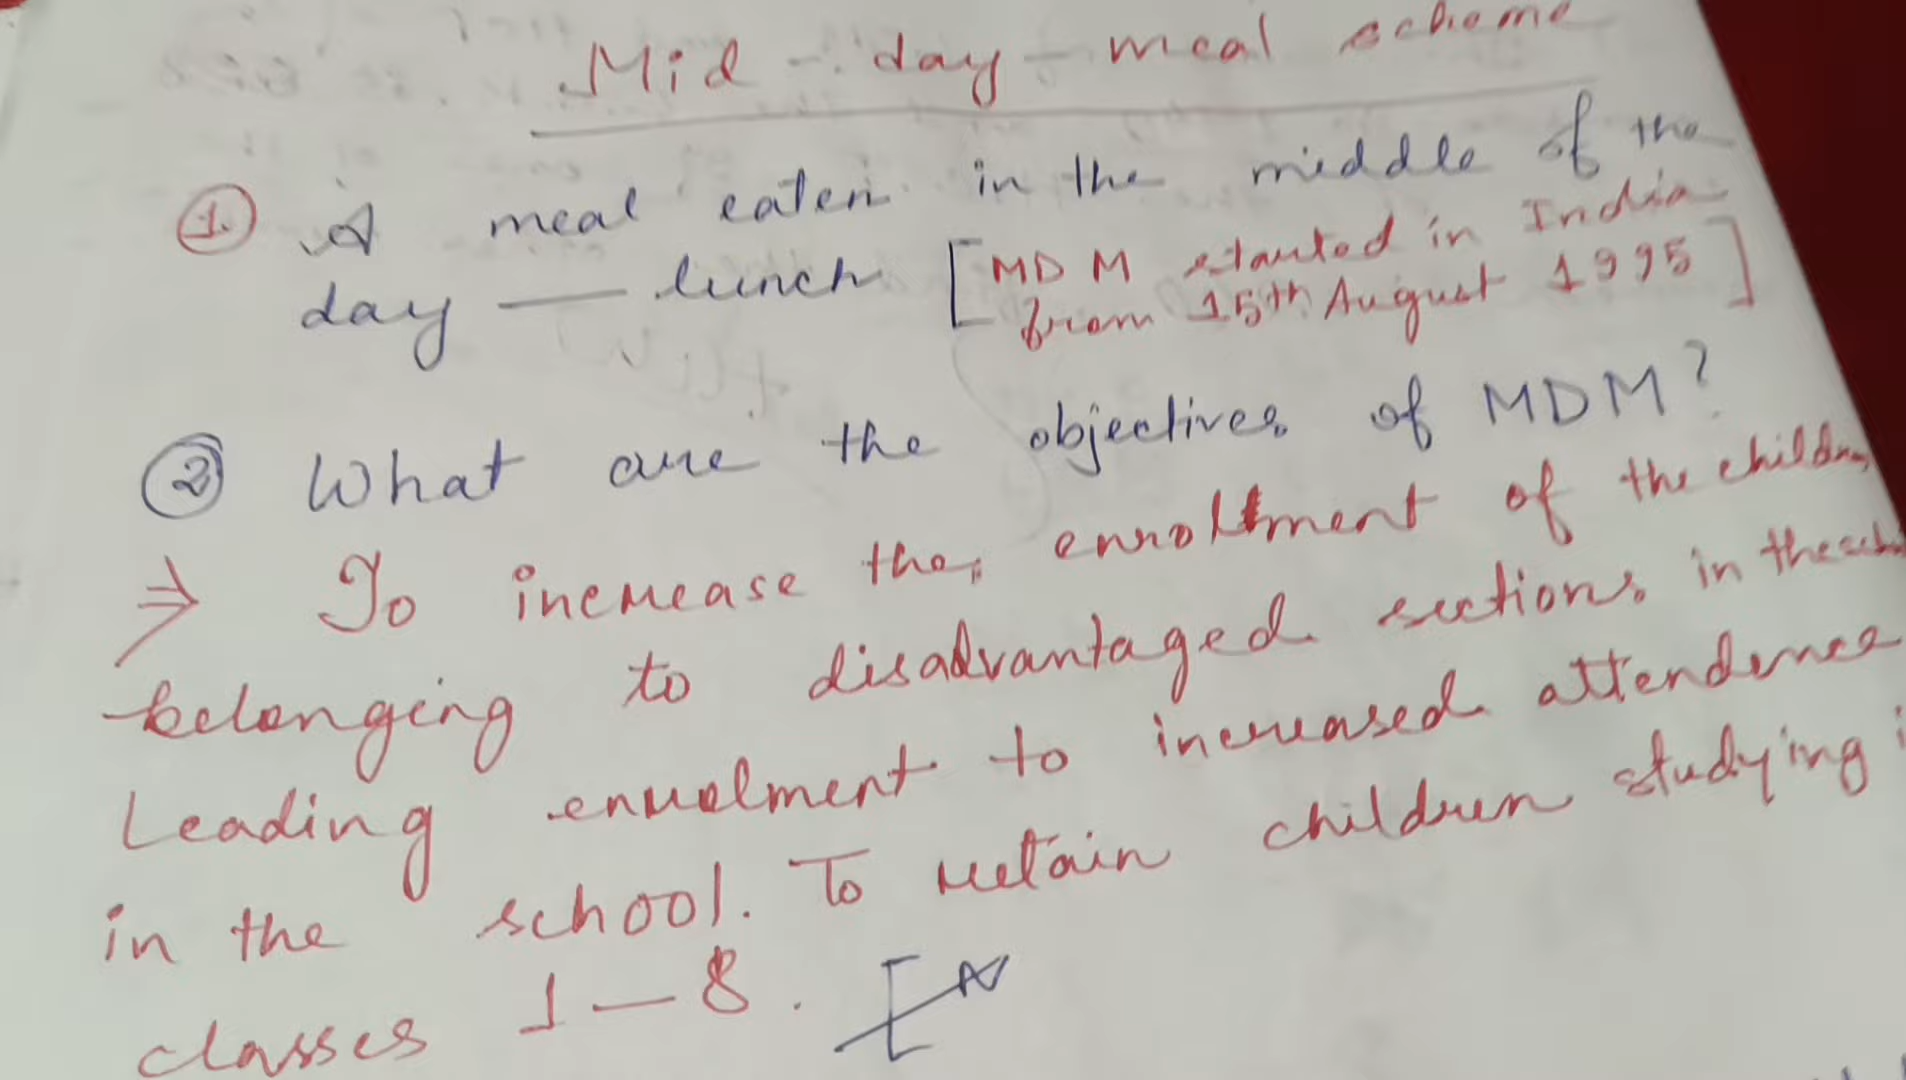 Mid - day - meal scheme
1. A meal eaten in the middle of the
day — lunch [MDM started in India
from 15th August 1995]
2 What are the objectives of MDM?
⇒ To increase the, enrollment of the children
belonging to disadvantaged sections in the
Leading enrolment to increased attendence
in the school. To retain children studying
classes 1 – 8.